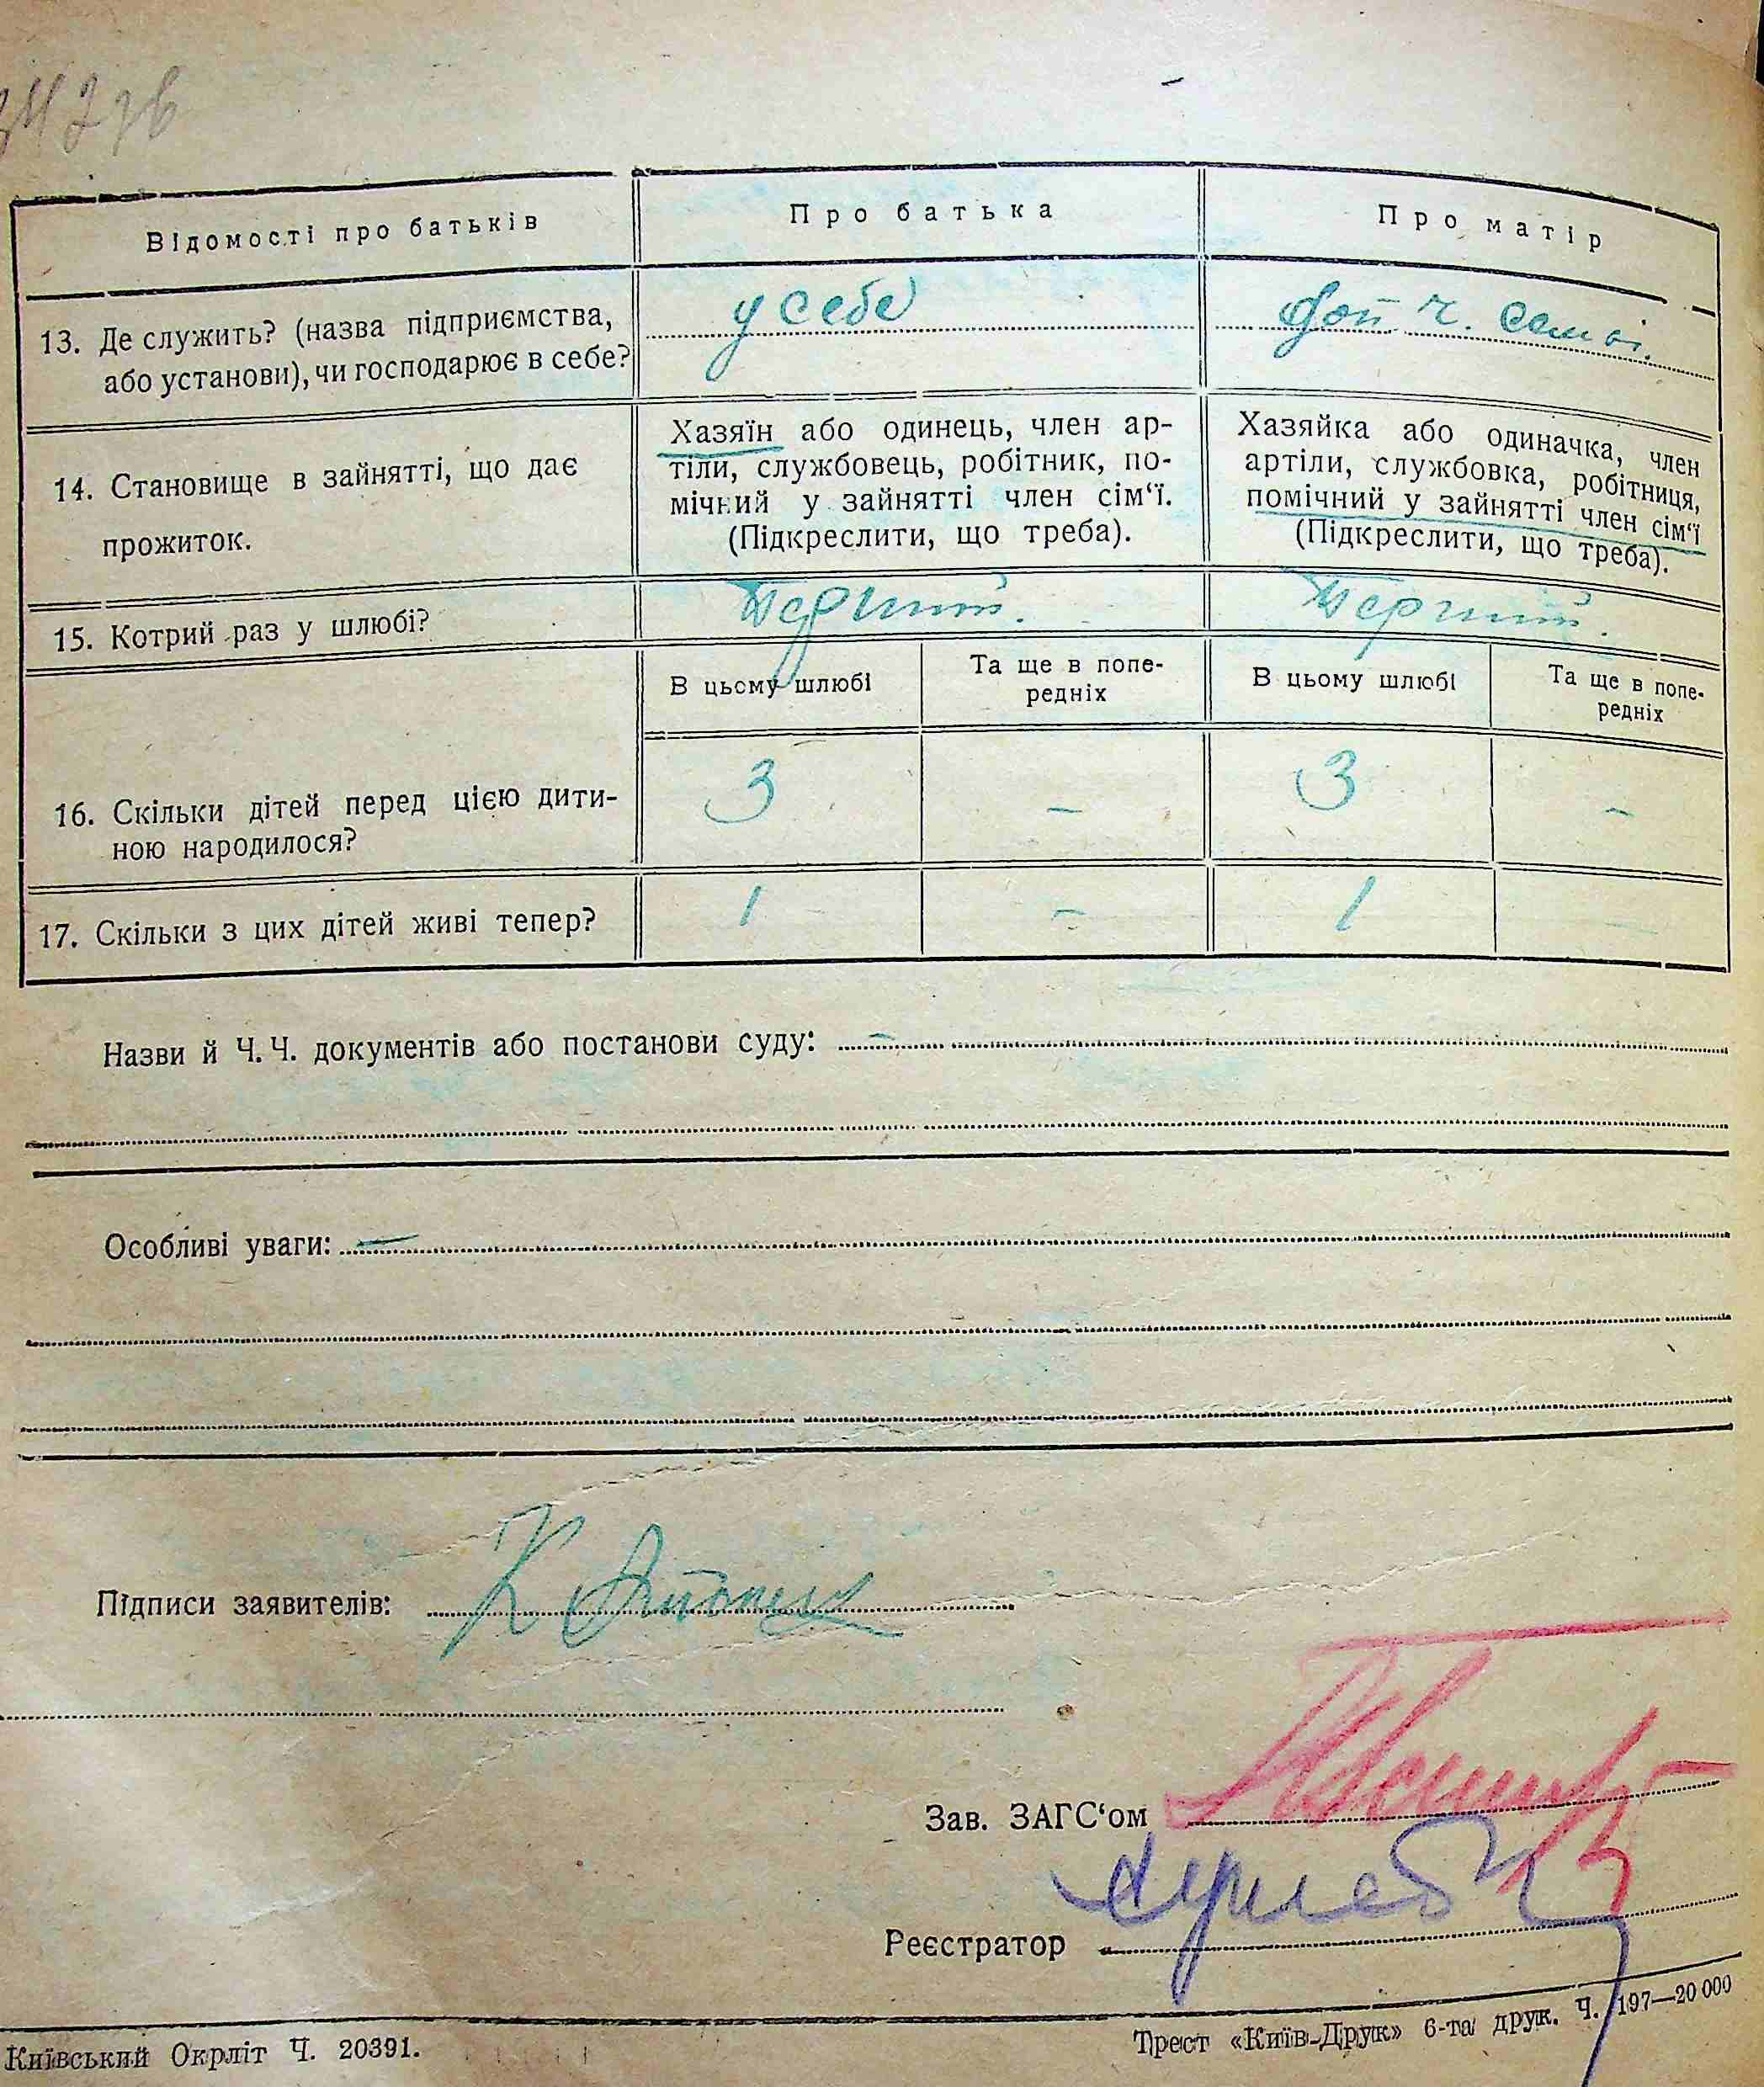 Відомості про батьків
Про батька
Про матір
13. Де служить? (назва підприємства,
або установи), чи господарює в себе?
у себе
Доп. ч. семьі.
14. Становище в зайнятті, що дає
прожиток.
Хазяїн або одинець, член ар-
тіли, службовець, робітник, по-
мічний у зайнятті член сім‘ї.
(Підкреслити, що треба).
Хазяйка або одиначка, член
артіли, службовка, робітниця,
помічний у зайнятті член сім‘ї
(Підкреслити, що треба).
15. Котрий раз у шлюбі?
Перший.
Перший.
В цьому шлюбі
Та ще в попе-
редніх
В цьому шлюбі
Та ще в попе-
редніх
16. Скільки дітей перед цією дити-
ною народилося?
3
–
3
–
17. Скільки з цих дітей живі тепер?
1
–
1
Назви й Ч. Ч. документів або постанови суду: –
Особливі уваги: –
Підписи заявителів: К
Зав. ЗАГС‘ом
Реєстратор
Київський Окрліт Ч. 20391.
Трест «Київ-Друк» 6-та друк. Ч. 197—20 000